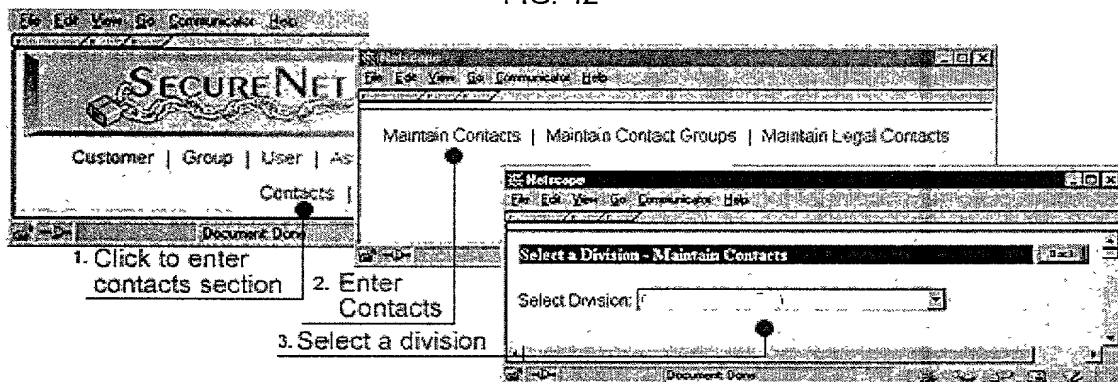 FIG. 42
File Edit View Go Communicator Help
SECURENET
Customer | Group | User | As
Contacts |
Document: Done
1. Click to enter
contacts section
Netscape
File Edit View Go Communicator Help
Maintain Contacts | Maintain Contact Groups | Maintain Legal Contacts
2. Enter
Contacts
Netscape
File Edit View Go Communicator Help
Select a Division - Maintain Contacts
Back
Select Division:
3. Select a division
Document: Done